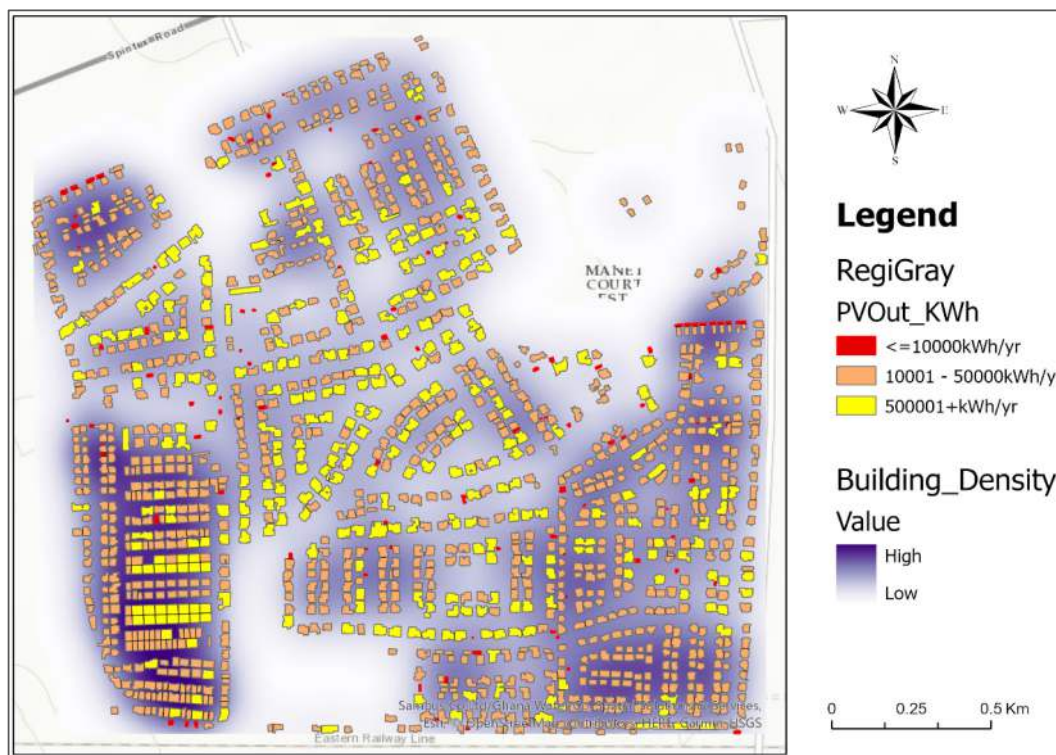 Spintex Road
MANET
COURT
EST
Eastern Railway Line
N
W
E
S
Legend
RegiGray
PVOut_KWh
<=10000kWh/yr
10001 - 50000kWh/y
500001+kWh/yr
Building_Density
Value
High
Low
0 0.25 0.5 Km